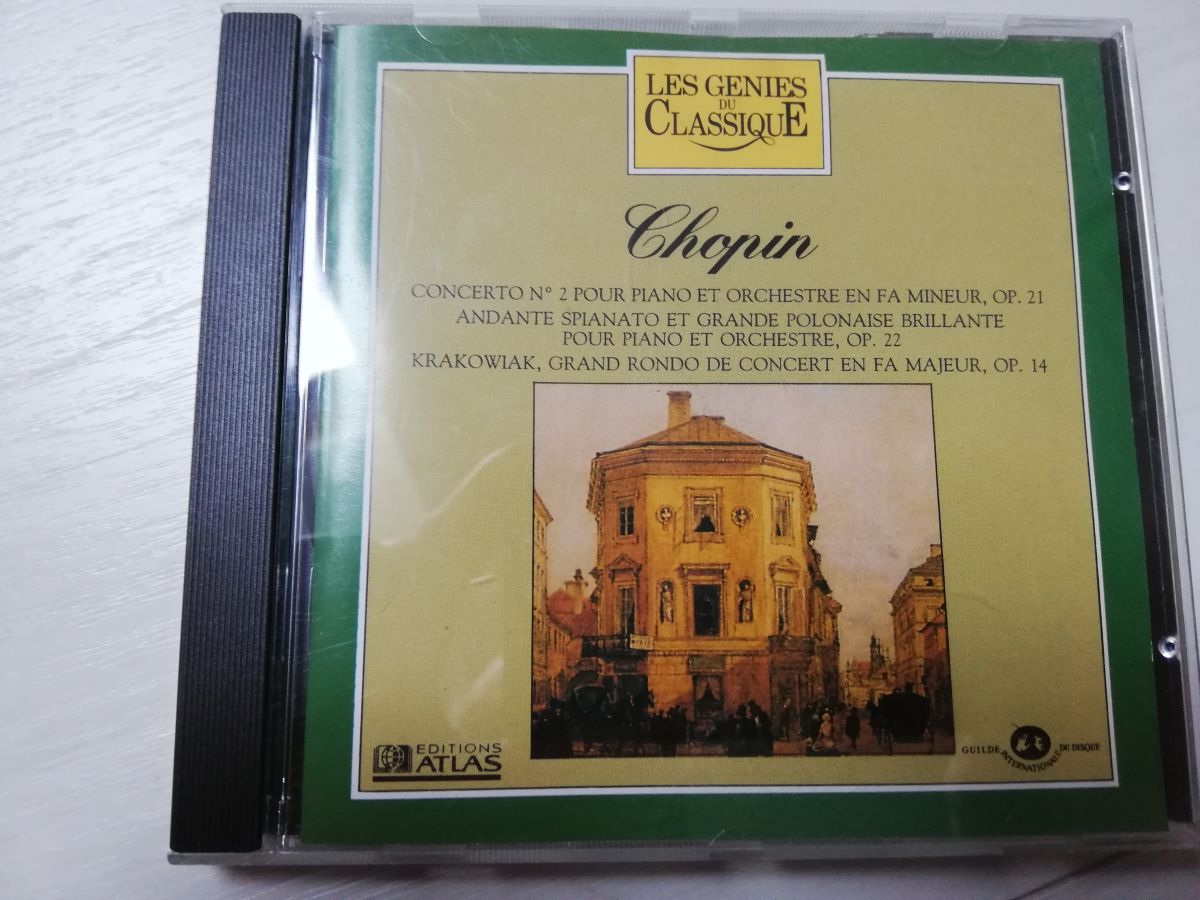 LES GENIES
DU
CLASSIQUE
Chopin
CONCERTO N° 2 POUR PIANO ET ORCHESTRE EN FA MINEUR, OP. 21
ANDANTE SPIANATO ET GRANDE POLONAISE BRILLANTE
POUR PIANO ET ORCHESTRE, OP. 22
KRAKOWIAK, GRAND RONDO DE CONCERT EN FA MAJEUR, OP. 14
EDITIONS
ATLAS
GUILDE INTERNATIONALE DU DISQUE